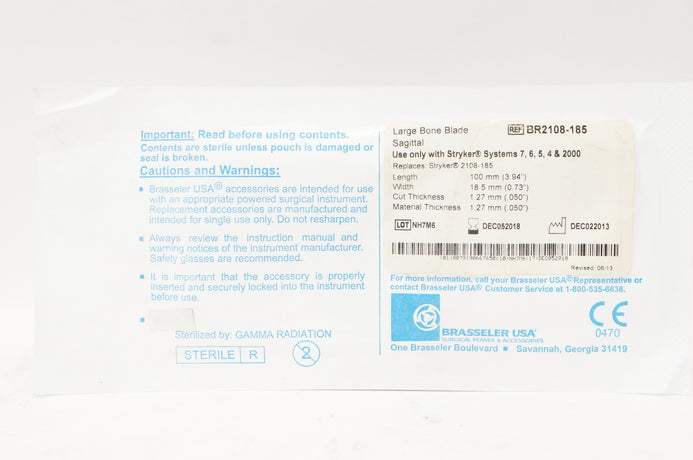 Important: Read before using contents.
Contents are sterile unless pouch is damaged or
seal is broken.
Cautions and Warnings:
▪ Brasseler USA® accessories are intended for use
with an appropriate powered surgical instrument.
Replacement accessories are manufactured and
intended for single use only. Do not resharpen.
▪ Always review the instruction manual and
warning notices of the instrument manufacturer.
Safety glasses are recommended.
▪ It is important that the accessory is properly
inserted and securely locked into the instrument
before use.
▪
Sterilized by: GAMMA RADIATION
STERILE R
2
Large Bone Blade REF BR2108-185
Sagittal
Use only with Stryker® Systems 7, 6, 5, 4 & 2000
Replaces: Stryker® 2108-185
Length 100 mm (3.94")
Width 18.5 mm (0.73")
Cut Thickness 1.27 mm (.050")
Material Thickness 1.27 mm (.050")
LOT NH7M6 DEC052018 DEC022013
Revised: 06/13
For more information, call your Brasseler USA® Representative or
contact Brasseler USA® Customer Service at 1-800-535-6638.
BRASSELER USA®
SURGICAL POWER & ACCESSORIES
CE
0470
One Brasseler Boulevard ▪ Savannah, Georgia 31419